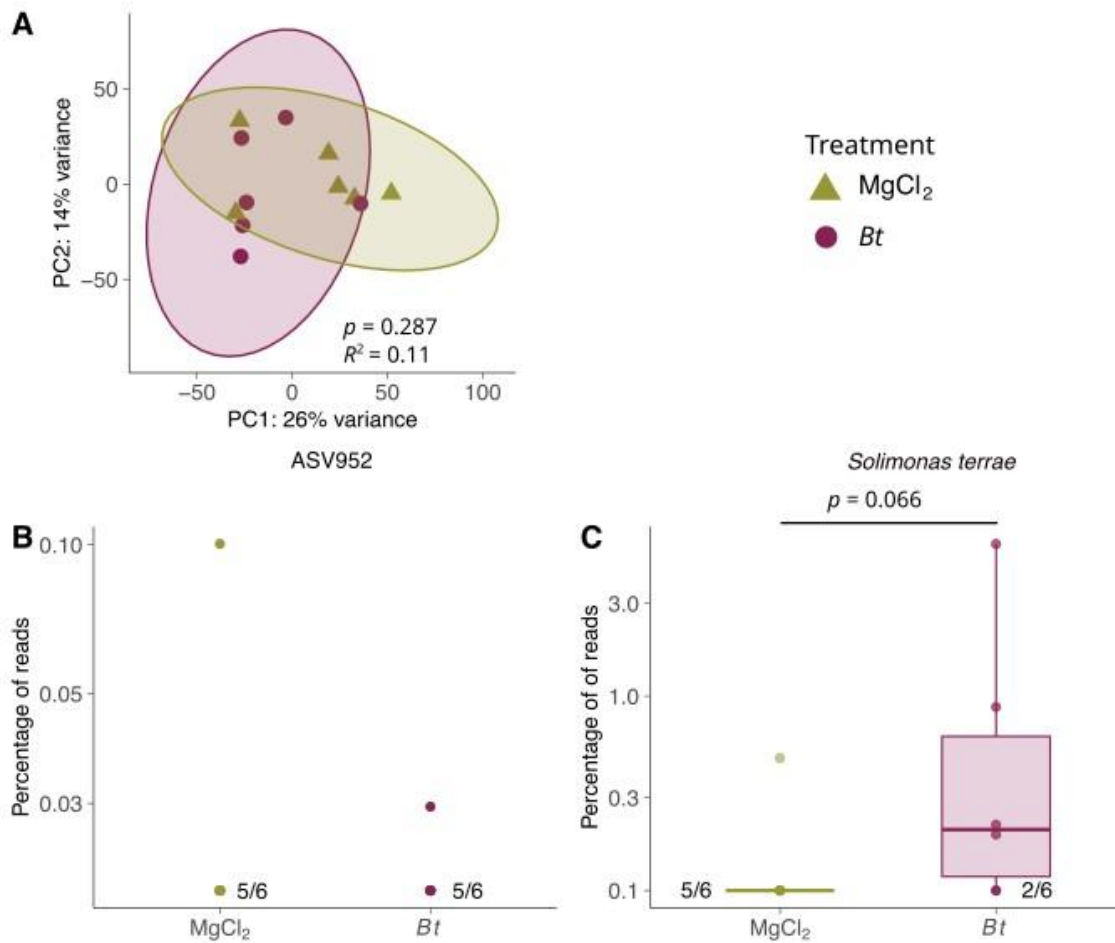 A
50
0
−50
PC2: 14% variance
p = 0.287
R² = 0.11
−50 0 50 100
PC1: 26% variance
Treatment
MgCl₂
Bt
ASV952
B
0.10
0.05
0.03
Percentage of reads
5/6
5/6
MgCl₂ Bt
Solimonas terrae
p = 0.066
C
3.0
1.0
0.3
0.1
Percentage of of reads
5/6
2/6
MgCl₂ Bt